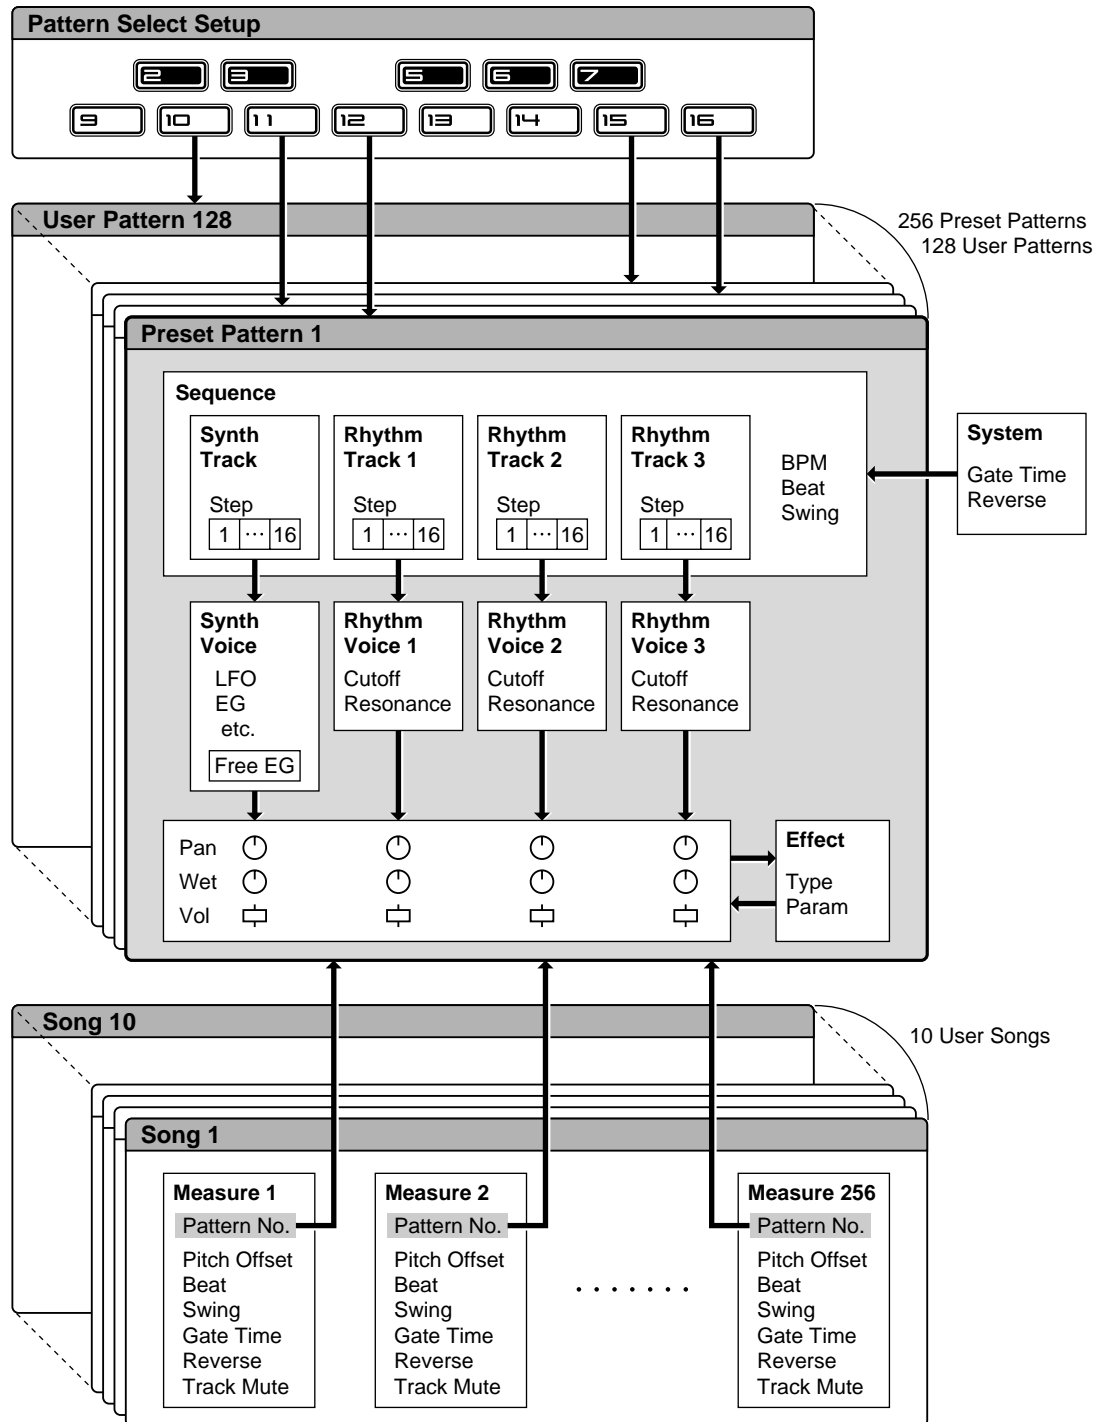 Pattern Select Setup
2 3 5 6 7
9 10 11 12 13 14 15 16
User Pattern 128
256 Preset Patterns
128 User Patterns
Preset Pattern 1
Sequence
Synth
Track
Step
1 ··· 16
Rhythm
Track 1
Step
1 ··· 16
Rhythm
Track 2
Step
1 ··· 16
Rhythm
Track 3
Step
1 ··· 16
BPM
Beat
Swing
System
Gate Time
Reverse
Synth
Voice
LFO
EG
etc.
Free EG
Rhythm
Voice 1
Cutoff
Resonance
Rhythm
Voice 2
Cutoff
Resonance
Rhythm
Voice 3
Cutoff
Resonance
Pan
Wet
Vol
Effect
Type
Param
Song 10
10 User Songs
Song 1
Measure 1
Pattern No.
Pitch Offset
Beat
Swing
Gate Time
Reverse
Track Mute
Measure 2
Pattern No.
Pitch Offset
Beat
Swing
Gate Time
Reverse
Track Mute
· · · · · · ·
Measure 256
Pattern No.
Pitch Offset
Beat
Swing
Gate Time
Reverse
Track Mute